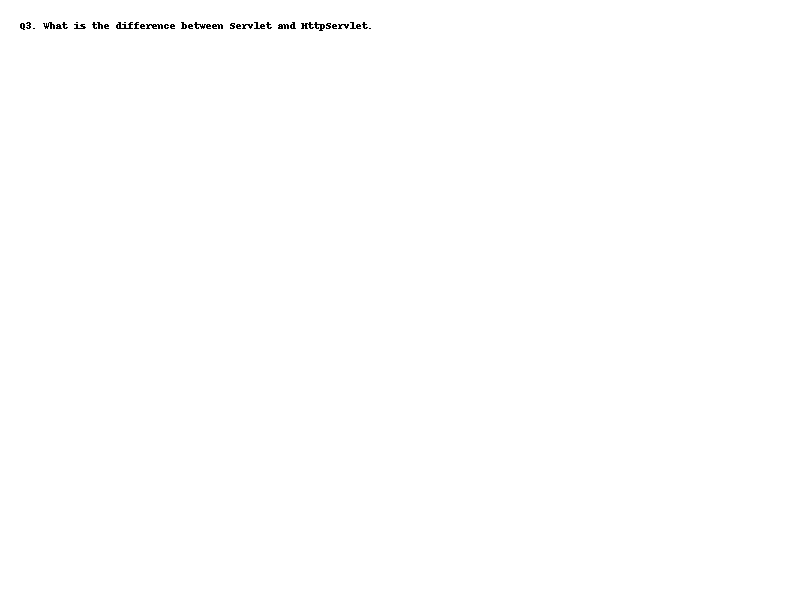 Q3. What is the difference between Servlet and HttpServlet.